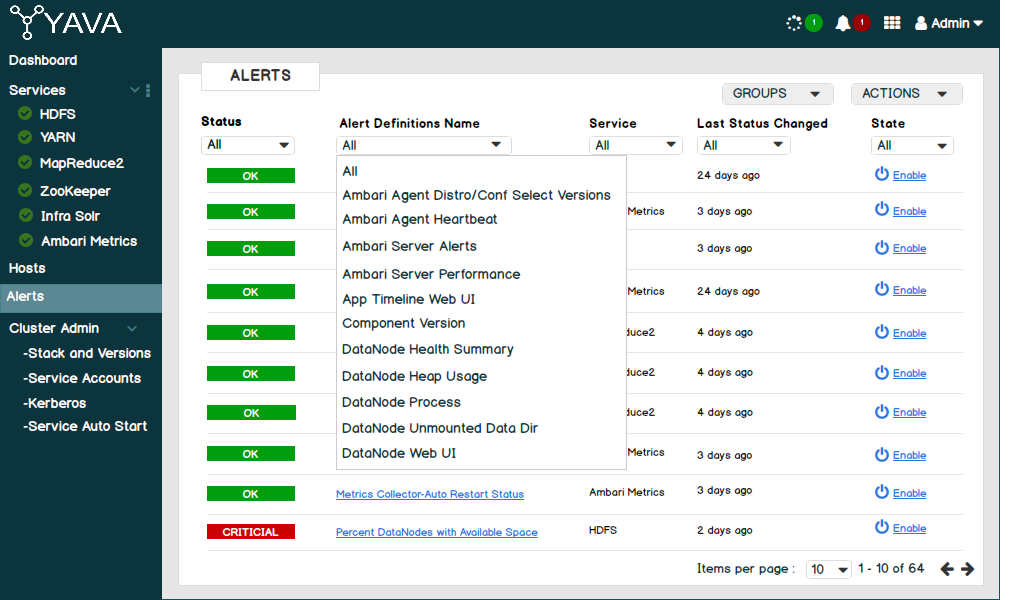 YAVA
1
1
Admin
Dashboard
Services
HDFS
YARN
MapReduce2
ZooKeeper
Infra Solr
Ambari Metrics
Hosts
Alerts
Cluster Admin
-Stack and Versions
-Service Accounts
-Kerberos
-Service Auto Start
ALERTS
GROUPS
ACTIONS
Status
Alert Definitions Name
Service
Last Status Changed
State
All
All
All
All
All
All
Ambari Agent Distro/Conf Select Versions
Ambari Agent Heartbeat
Ambari Server Alerts
Ambari Server Performance
App Timeline Web UI
Component Version
DataNode Health Summary
DataNode Heap Usage
DataNode Process
DataNode Unmounted Data Dir
DataNode Web UI
OK 24 days ago Enable
OK Metrics 3 days ago Enable
OK 3 days ago Enable
OK Metrics 24 days ago Enable
OK duce2 4 days ago Enable
OK duce2 4 days ago Enable
OK duce2 4 days ago Enable
OK Metrics 3 days ago Enable
OK Metrics Collector-Auto Restart Status Ambari Metrics 3 days ago Enable
CRITICIAL Percent DataNodes with Available Space HDFS 2 days ago Enable
Items per page : 10 1 - 10 of 64